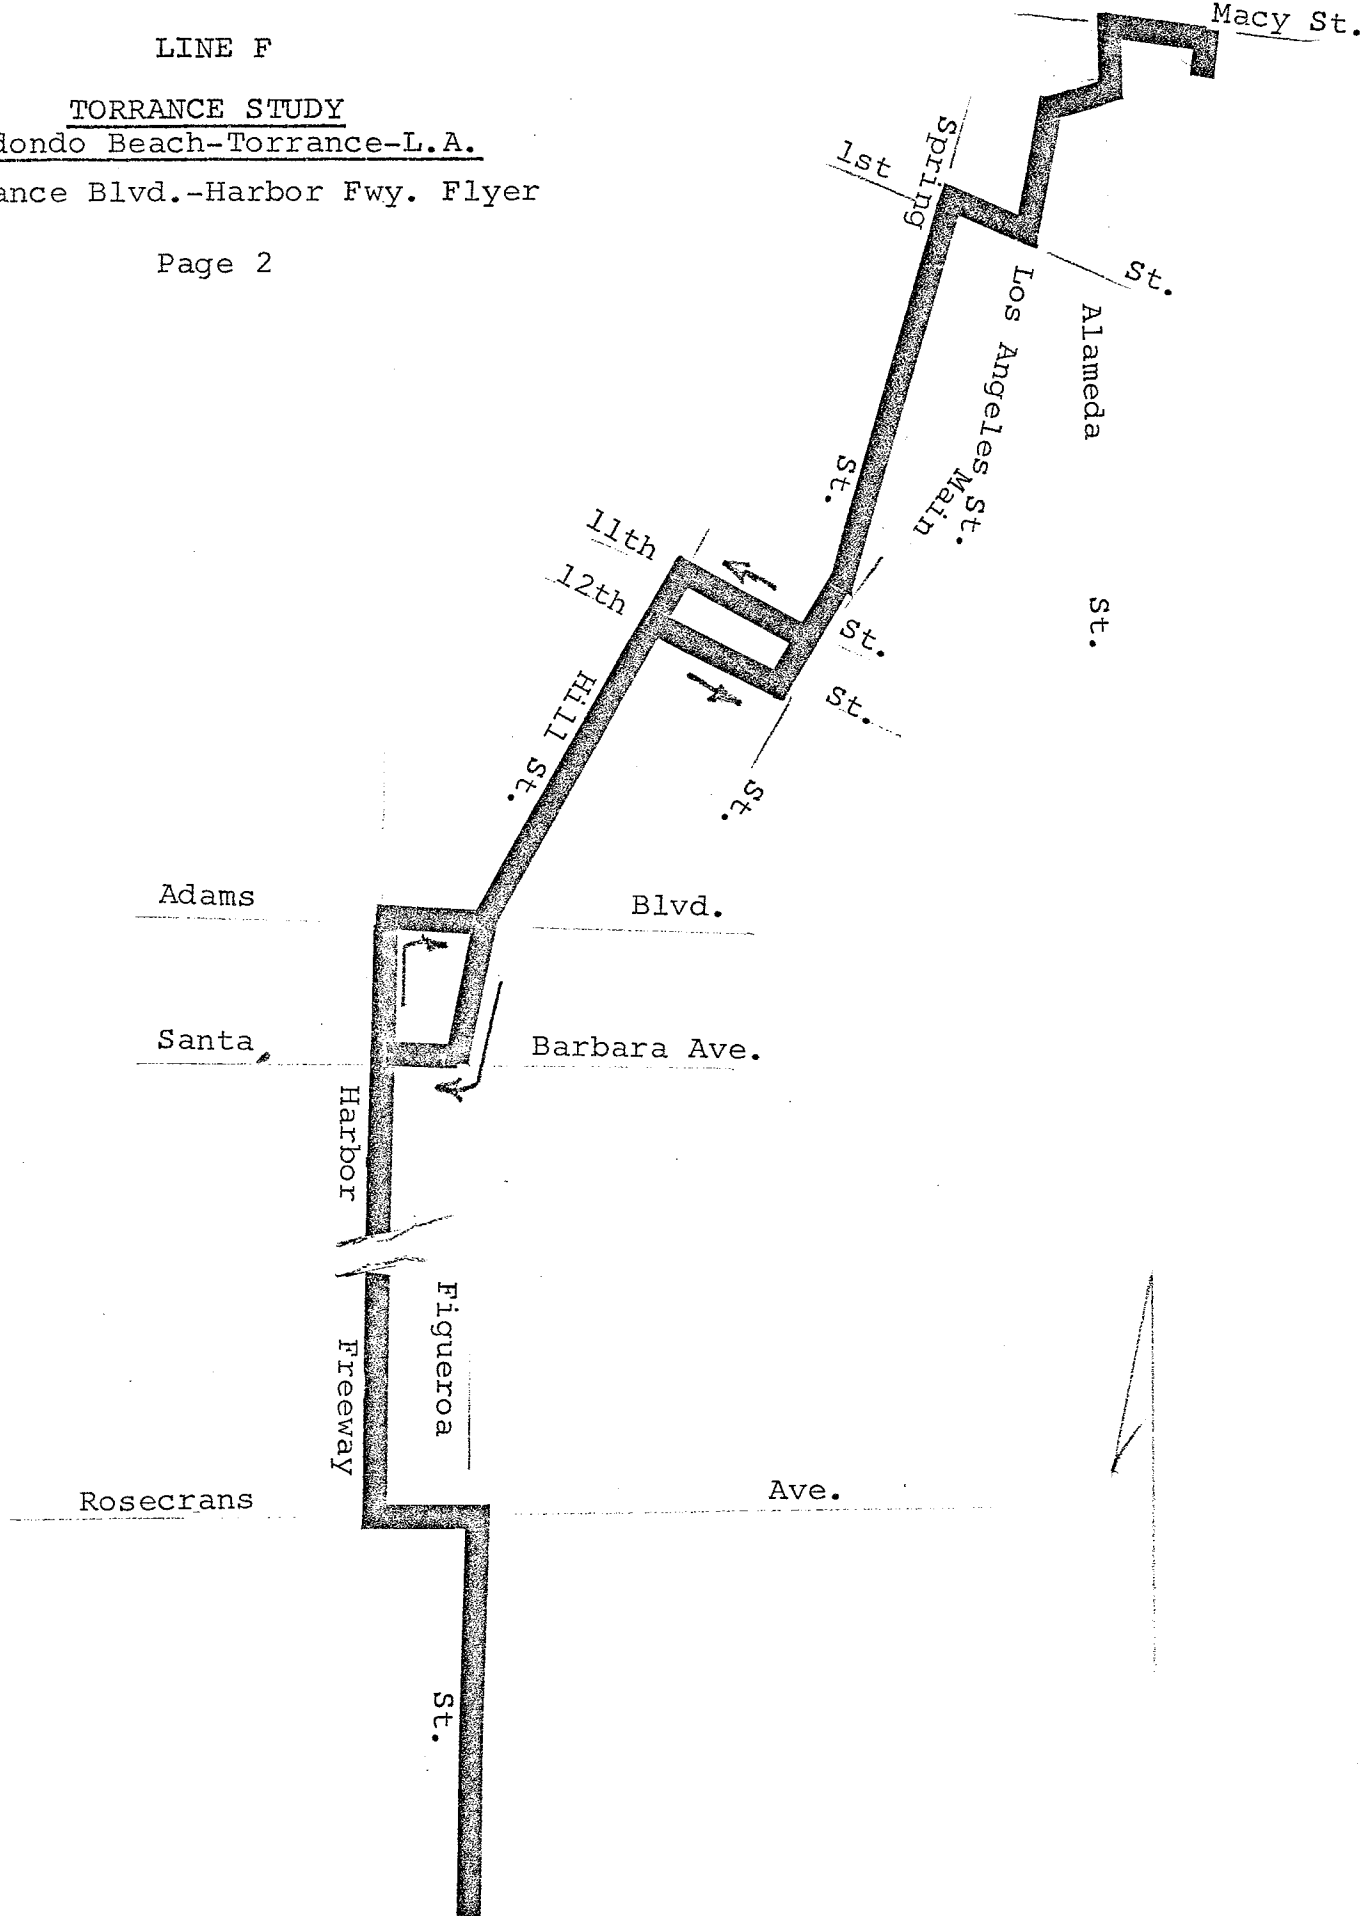 LINE F
TORRANCE STUDY
dondo Beach-Torrance-L.A.
ance Blvd.-Harbor Fwy. Flyer
Page 2
Macy St.
1st
Spring
St.
Los Angeles St.
Alameda
St.
Main
St.
11th
12th
St.
St.
Hill St.
St.
Adams
Blvd.
Santa
Barbara Ave.
Harbor
Figueroa
Freeway
Rosecrans
Ave.
St.